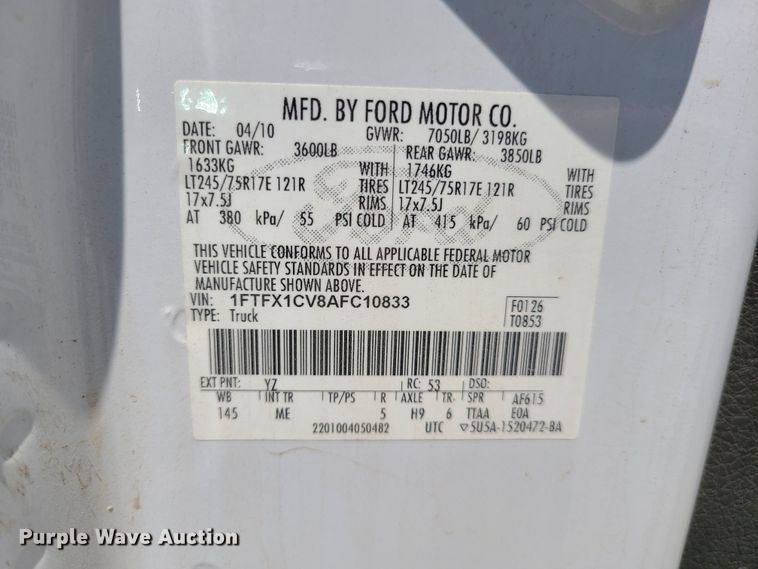 MFD. BY FORD MOTOR CO.
DATE: 04/10 GVWR: 7050LB/ 3198KG
FRONT GAWR: 3600LB REAR GAWR: 3850LB
1633KG WITH 1746KG WITH
LT245/75R17E 121R TIRES LT245/75R17E 121R TIRES
17x7.5J RIMS 17x7.5J RIMS
AT 380 kPa/ 55 PSI COLD AT 415 kPa/ 60 PSI COLD
THIS VEHICLE CONFORMS TO ALL APPLICABLE FEDERAL MOTOR
VEHICLE SAFETY STANDARDS IN EFFECT ON THE DATE OF
MANUFACTURE SHOWN ABOVE.
VIN: 1FTFX1CV8AFC10833 F0126
TYPE: Truck T0853
EXT PNT: YZ RC: 53 DSO:
WB INT TR TP/PS R AXLE TR SPR AF615
145 ME 5 H9 6 TTAA E0A
2201004050482 UTC ▽5U5A-1520472-BA
Ford
Purple Wave Auction